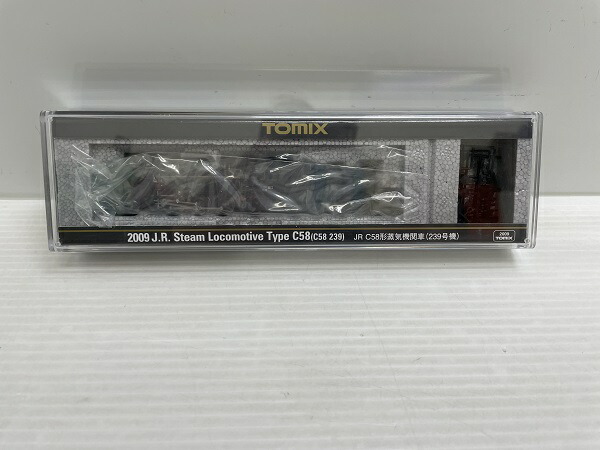 TOMIX
2009 J.R. Steam Locomotive Type C58(C58 239) JR C58形蒸気機関車(239号機)
2009
TOMIX